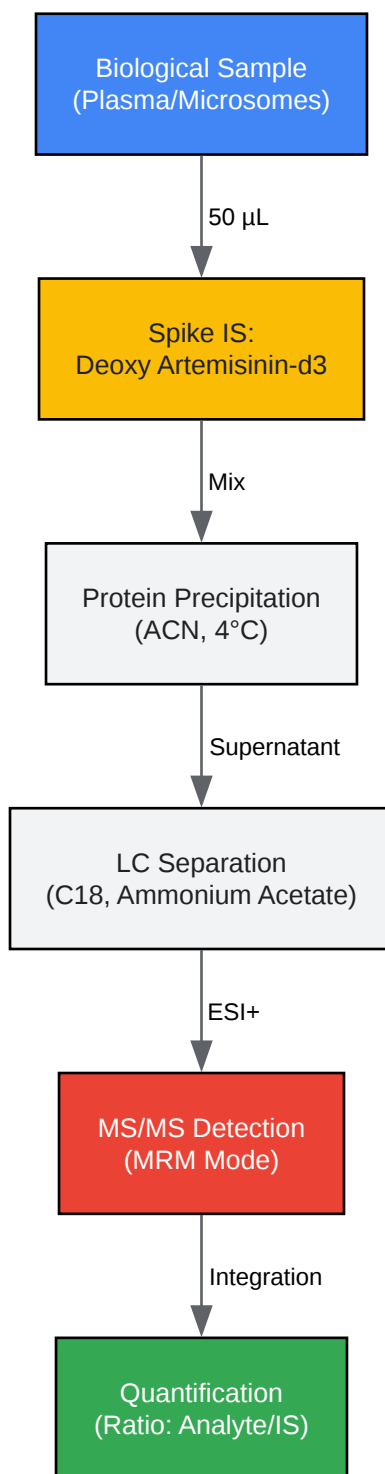 Biological Sample
(Plasma/Microsomes)
50 µL
Spike IS:
Deoxy Artemisinin-d3
Mix
Protein Precipitation
(ACN, 4°C)
Supernatant
LC Separation
(C18, Ammonium Acetate)
ESI+
MS/MS Detection
(MRM Mode)
Integration
Quantification
(Ratio: Analyte/IS)